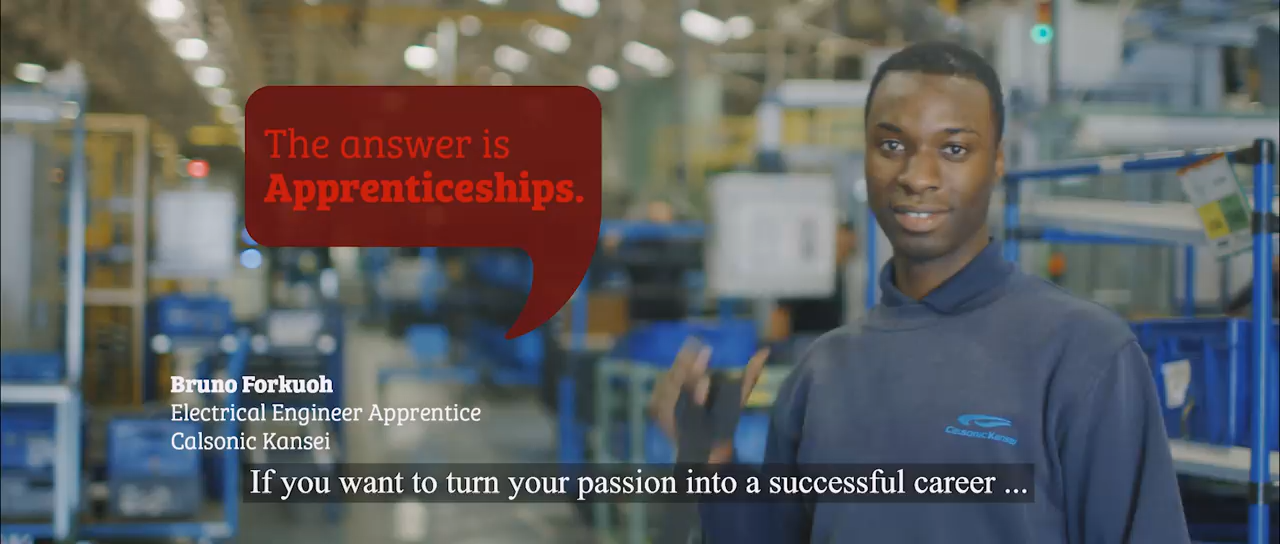 The answer is
Apprenticeships.
Bruno Forkuoh
Electrical Engineer Apprentice
Calsonic Kansei
Calsonic Kansei
If you want to turn your passion into a successful career ...